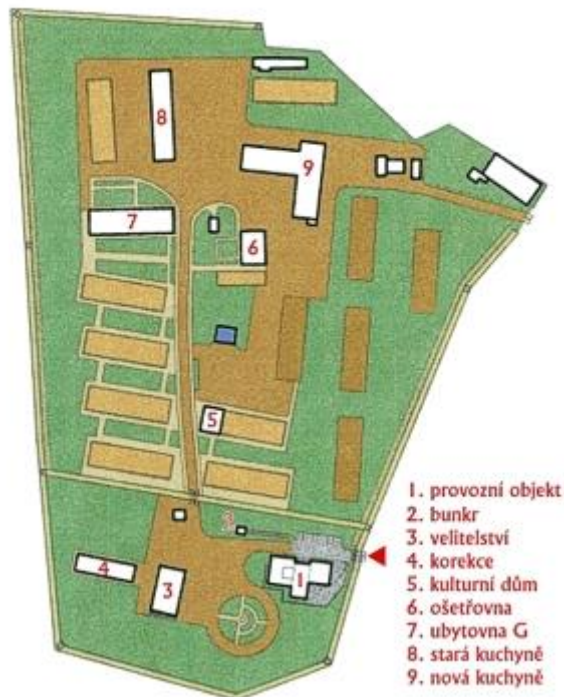 8
9
7
6
5
2
1
4
3
1. provozní objekt
2. bunkr
3. velitelství
4. korekce
5. kulturní dům
6. ošetřovna
7. ubytovna G
8. stará kuchyně
9. nová kuchyně